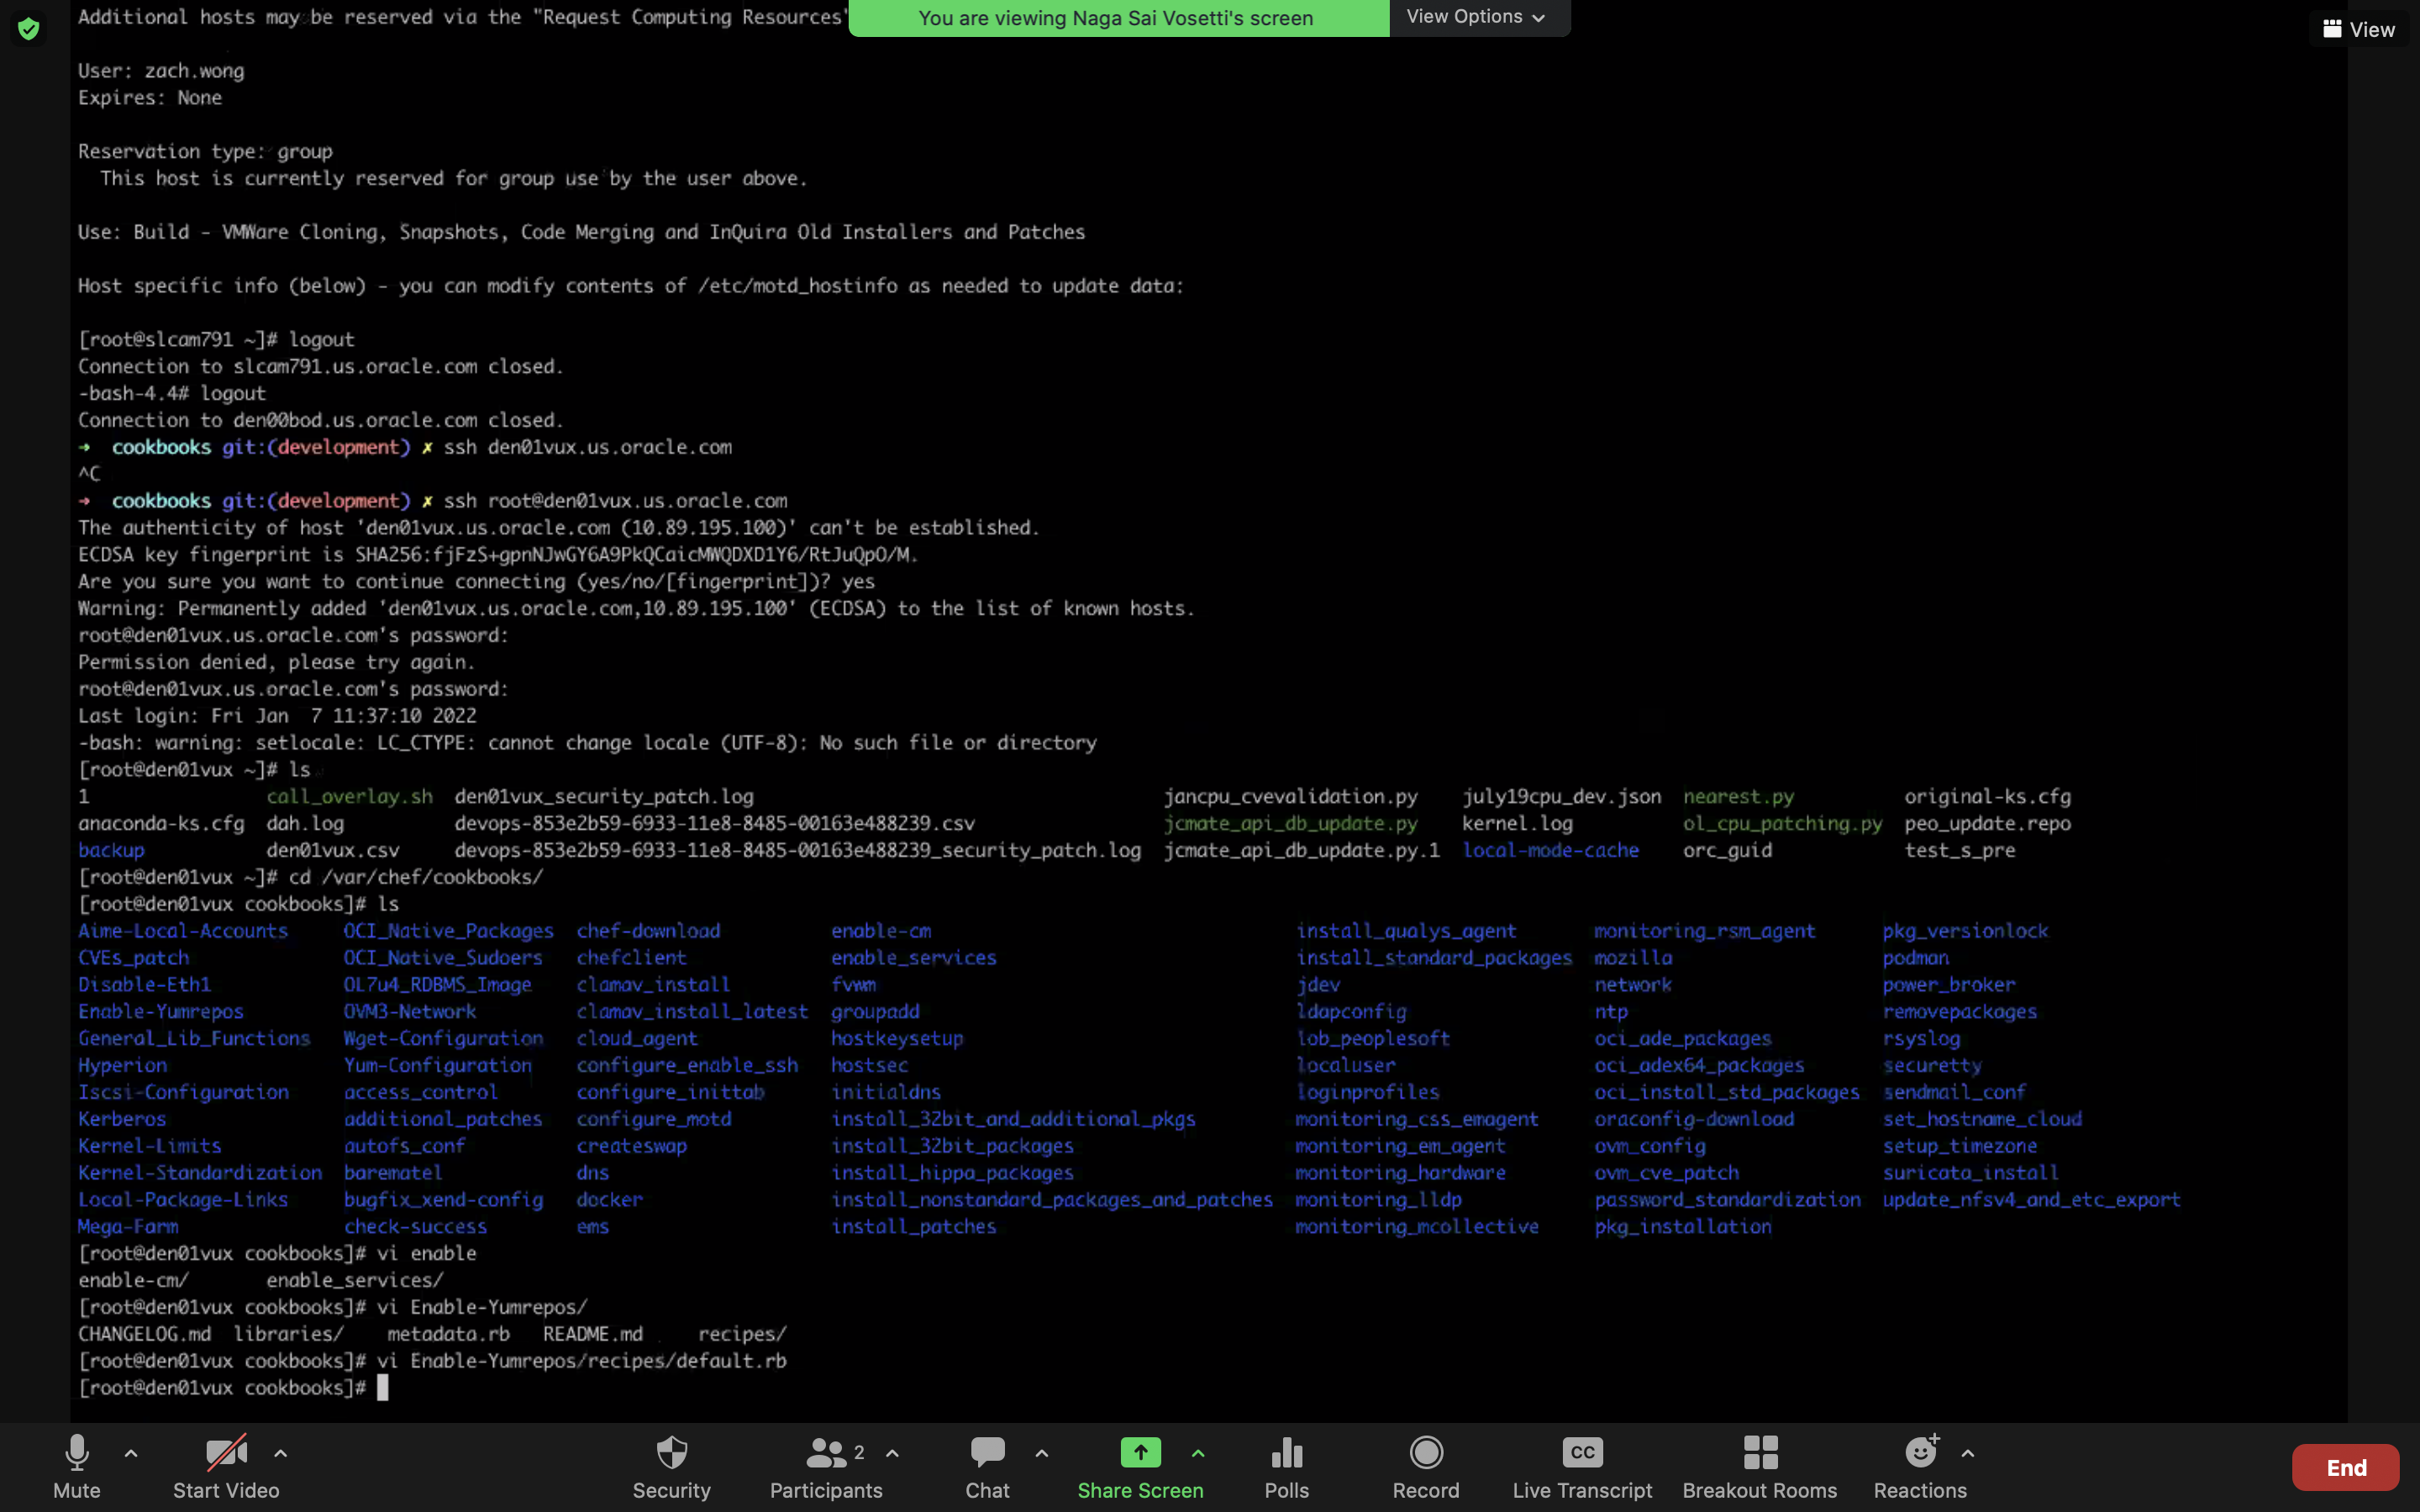 Additional hosts may be reserved via the "Request Computing Resources"
You are viewing Naga Sai Vosetti's screen
View Options
View
User: zach.wong
Expires: None
Reservation type: group
This host is currently reserved for group use by the user above.
Use: Build - VMWare Cloning, Snapshots, Code Merging and InQuira Old Installers and Patches
Host specific info (below) - you can modify contents of /etc/motd_hostinfo as needed to update data:
[root@slcam791 ~]# logout
Connection to slcam791.us.oracle.com closed.
-bash-4.4# logout
Connection to den00bod.us.oracle.com closed.
➜ cookbooks git:(development) ✗ ssh den01vux.us.oracle.com
^C
➜ cookbooks git:(development) ✗ ssh root@den01vux.us.oracle.com
The authenticity of host 'den01vux.us.oracle.com (10.89.195.100)' can't be established.
ECDSA key fingerprint is SHA256:fjFzS+gpnNJwGY6A9PkQCaicMWQDXD1Y6/RtJuQpO/M.
Are you sure you want to continue connecting (yes/no/[fingerprint])? yes
Warning: Permanently added 'den01vux.us.oracle.com,10.89.195.100' (ECDSA) to the list of known hosts.
root@den01vux.us.oracle.com's password:
Permission denied, please try again.
root@den01vux.us.oracle.com's password:
Last login: Fri Jan  7 11:37:10 2022
-bash: warning: setlocale: LC_CTYPE: cannot change locale (UTF-8): No such file or directory
[root@den01vux ~]# ls
1 call_overlay.sh den01vux_security_patch.log jancpu_cvevalidation.py july19cpu_dev.json nearest.py original-ks.cfg
anaconda-ks.cfg dah.log devops-853e2b59-6933-11e8-8485-00163e488239.csv jcmate_api_db_update.py kernel.log ol_cpu_patching.py peo_update.repo
backup den01vux.csv devops-853e2b59-6933-11e8-8485-00163e488239_security_patch.log jcmate_api_db_update.py.1 local-mode-cache orc_guid test_s_pre
[root@den01vux ~]# cd /var/chef/cookbooks/
[root@den01vux cookbooks]# ls
Aime-Local-Accounts OCI_Native_Packages chef-download enable-cm install_qualys_agent monitoring_rsm_agent pkg_versionlock
CVEs_patch OCI_Native_Sudoers chefclient enable_services install_standard_packages mozilla podman
Disable-Eth1 OL7u4_RDBMS_Image clamav_install fvwm jdev network power_broker
Enable-Yumrepos OVM3-Network clamav_install_latest groupadd ldapconfig ntp removepackages
General_Lib_Functions Wget-Configuration cloud_agent hostkeysetup lob_peoplesoft oci_ade_packages rsyslog
Hyperion Yum-Configuration configure_enable_ssh hostsec localuser oci_adex64_packages securetty
Iscsi-Configuration access_control configure_inittab initialdns loginprofiles oci_install_std_packages sendmail_conf
Kerberos additional_patches configure_motd install_32bit_and_additional_pkgs monitoring_css_emagent oraconfig-download set_hostname_cloud
Kernel-Limits autofs_conf createswap install_32bit_packages monitoring_em_agent ovm_config setup_timezone
Kernel-Standardization barematel dns install_hippa_packages monitoring_hardware ovm_cve_patch suricata_install
Local-Package-Links bugfix_xend-config docker install_nonstandard_packages_and_patches monitoring_lldp password_standardization update_nfsv4_and_etc_export
Mega-Farm check-success ems install_patches monitoring_mcollective pkg_installation
[root@den01vux cookbooks]# vi enable
enable-cm/ enable_services/
[root@den01vux cookbooks]# vi Enable-Yumrepos/
CHANGELOG.md libraries/ metadata.rb README.md recipes/
[root@den01vux cookbooks]# vi Enable-Yumrepos/recipes/default.rb
[root@den01vux cookbooks]#
2
CC
Mute Start Video Security Participants Chat Share Screen Polls Record Live Transcript Breakout Rooms Reactions End